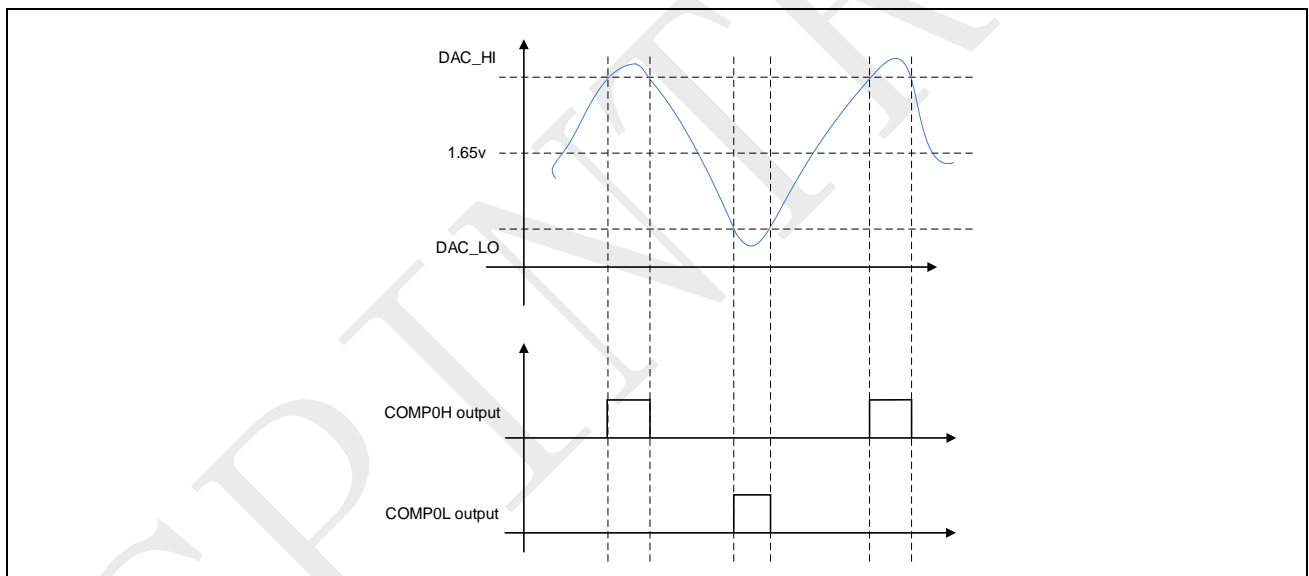 DAC_HI
1.65v
DAC_LO
COMP0H output
COMP0L output